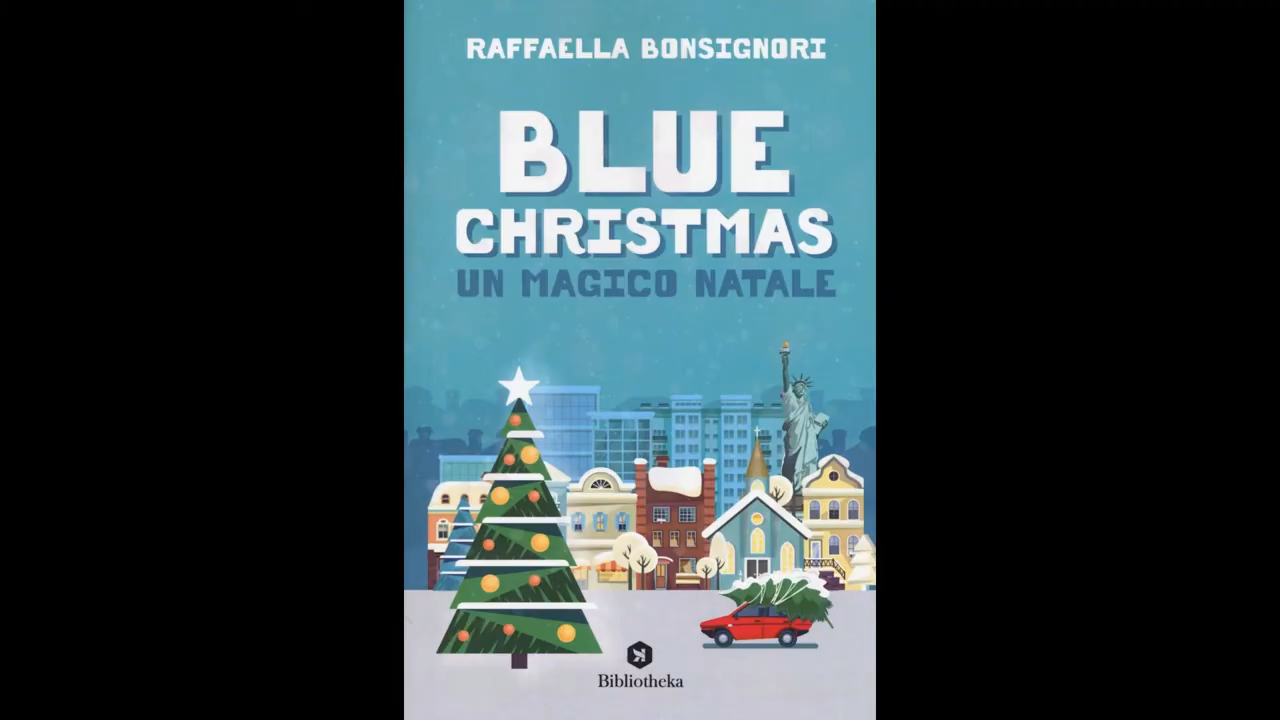 RAFFAELLA BONSIGNORI
BLUE
CHRISTMAS
UN MAGICO NATALE
Bibliotheka